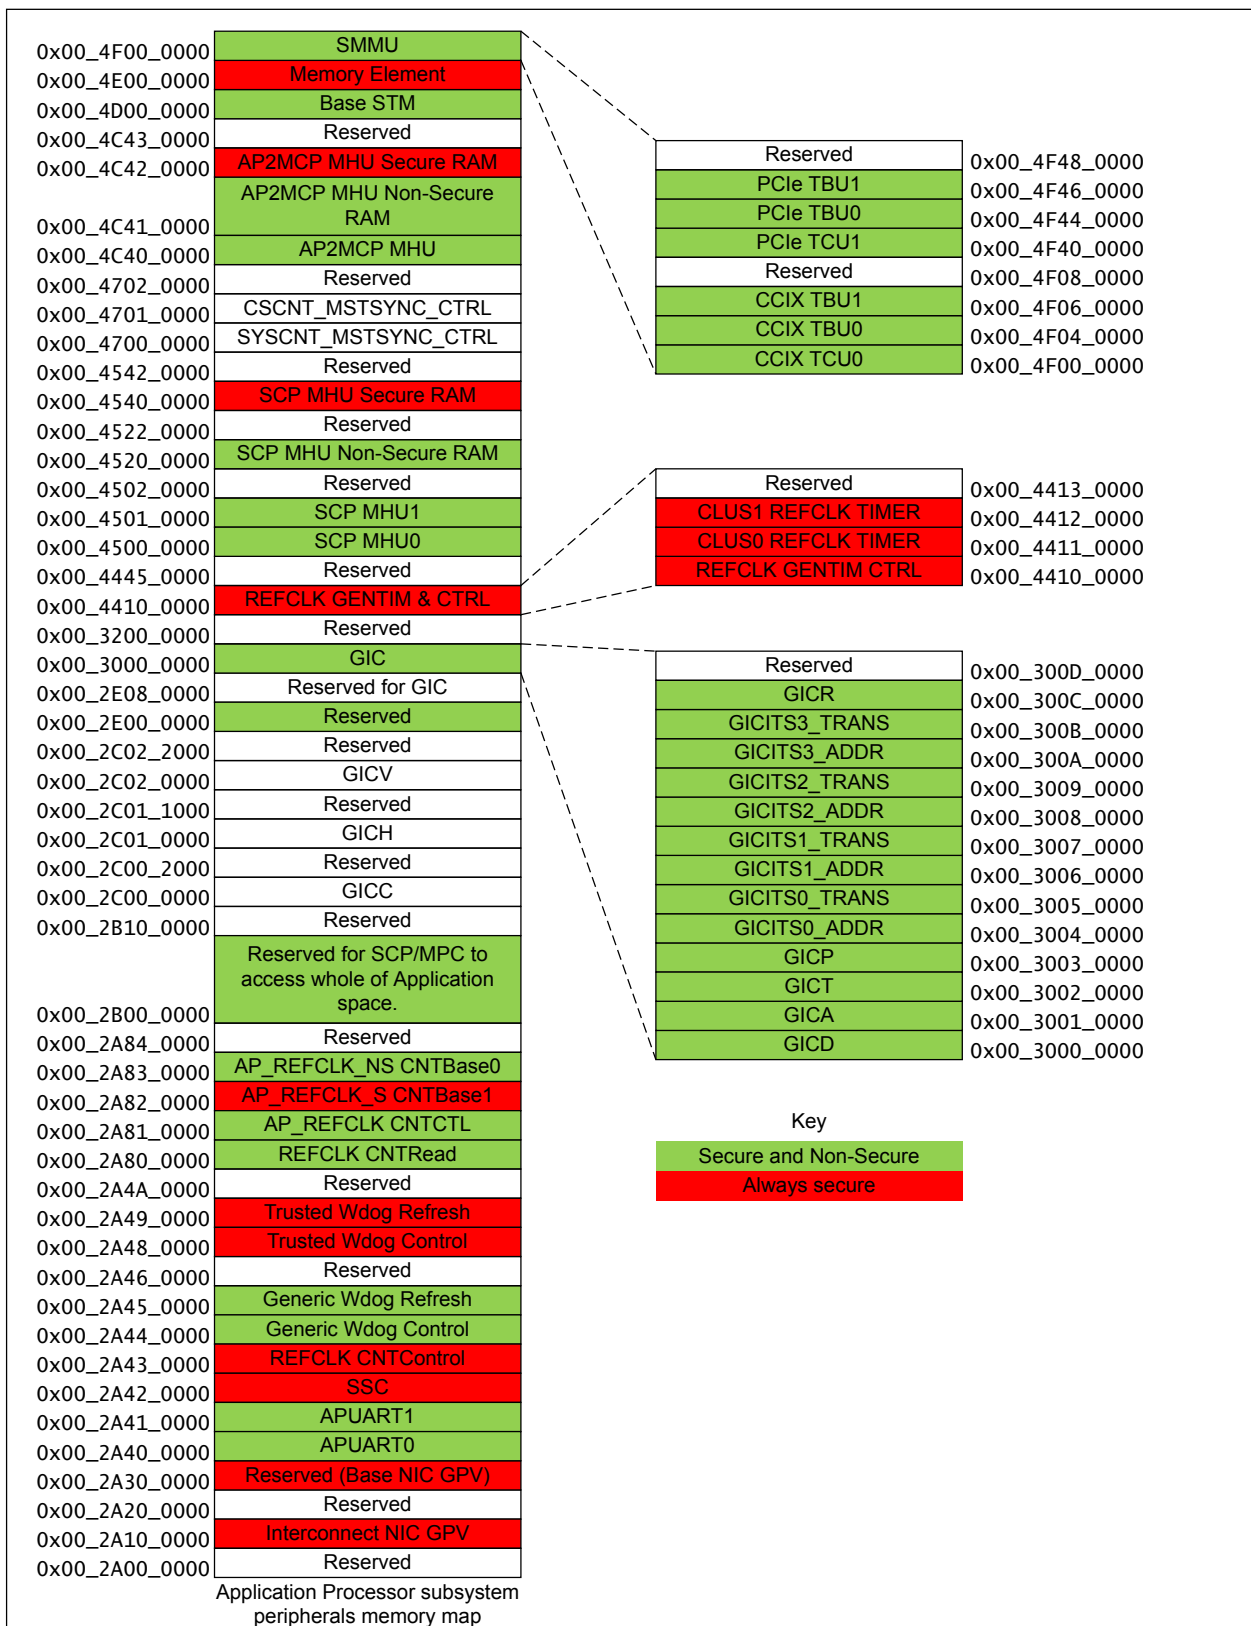 0x00_4F00_0000 SMMU
0x00_4E00_0000 Memory Element
0x00_4D00_0000 Base STM
0x00_4C43_0000 Reserved
0x00_4C42_0000 AP2MCP MHU Secure RAM
AP2MCP MHU Non-Secure
RAM
0x00_4C41_0000
0x00_4C40_0000 AP2MCP MHU
0x00_4702_0000 Reserved
0x00_4701_0000 CSCNT_MSTSYNC_CTRL
0x00_4700_0000 SYSCNT_MSTSYNC_CTRL
0x00_4542_0000 Reserved
0x00_4540_0000 SCP MHU Secure RAM
0x00_4522_0000 Reserved
0x00_4520_0000 SCP MHU Non-Secure RAM
0x00_4502_0000 Reserved
0x00_4501_0000 SCP MHU1
0x00_4500_0000 SCP MHU0
0x00_4445_0000 Reserved
0x00_4410_0000 REFCLK GENTIM & CTRL
0x00_3200_0000 Reserved
0x00_3000_0000 GIC
0x00_2E08_0000 Reserved for GIC
0x00_2E00_0000 Reserved
0x00_2C02_2000 Reserved
0x00_2C02_0000 GICV
0x00_2C01_1000 Reserved
0x00_2C01_0000 GICH
0x00_2C00_2000 Reserved
0x00_2C00_0000 GICC
0x00_2B10_0000 Reserved
Reserved for SCP/MPC to
access whole of Application
space.
0x00_2B00_0000
0x00_2A84_0000 Reserved
0x00_2A83_0000 AP_REFCLK_NS CNTBase0
0x00_2A82_0000 AP_REFCLK_S CNTBase1
0x00_2A81_0000 AP_REFCLK CNTCTL
0x00_2A80_0000 REFCLK CNTRead
0x00_2A4A_0000 Reserved
0x00_2A49_0000 Trusted Wdog Refresh
0x00_2A48_0000 Trusted Wdog Control
0x00_2A46_0000 Reserved
0x00_2A45_0000 Generic Wdog Refresh
0x00_2A44_0000 Generic Wdog Control
0x00_2A43_0000 REFCLK CNTControl
0x00_2A42_0000 SSC
0x00_2A41_0000 APUART1
0x00_2A40_0000 APUART0
0x00_2A30_0000 Reserved (Base NIC GPV)
0x00_2A20_0000 Reserved
0x00_2A10_0000 Interconnect NIC GPV
0x00_2A00_0000 Reserved
Application Processor subsystem
peripherals memory map
Reserved 0x00_4F48_0000
PCIe TBU1 0x00_4F46_0000
PCIe TBU0 0x00_4F44_0000
PCIe TCU1 0x00_4F40_0000
Reserved 0x00_4F08_0000
CCIX TBU1 0x00_4F06_0000
CCIX TBU0 0x00_4F04_0000
CCIX TCU0 0x00_4F00_0000
Reserved 0x00_4413_0000
CLUS1 REFCLK TIMER 0x00_4412_0000
CLUS0 REFCLK TIMER 0x00_4411_0000
REFCLK GENTIM CTRL 0x00_4410_0000
Reserved 0x00_300D_0000
GICR 0x00_300C_0000
GICITS3_TRANS 0x00_300B_0000
GICITS3_ADDR 0x00_300A_0000
GICITS2_TRANS 0x00_3009_0000
GICITS2_ADDR 0x00_3008_0000
GICITS1_TRANS 0x00_3007_0000
GICITS1_ADDR 0x00_3006_0000
GICITS0_TRANS 0x00_3005_0000
GICITS0_ADDR 0x00_3004_0000
GICP 0x00_3003_0000
GICT 0x00_3002_0000
GICA 0x00_3001_0000
GICD 0x00_3000_0000
Key
Secure and Non-Secure
Always secure